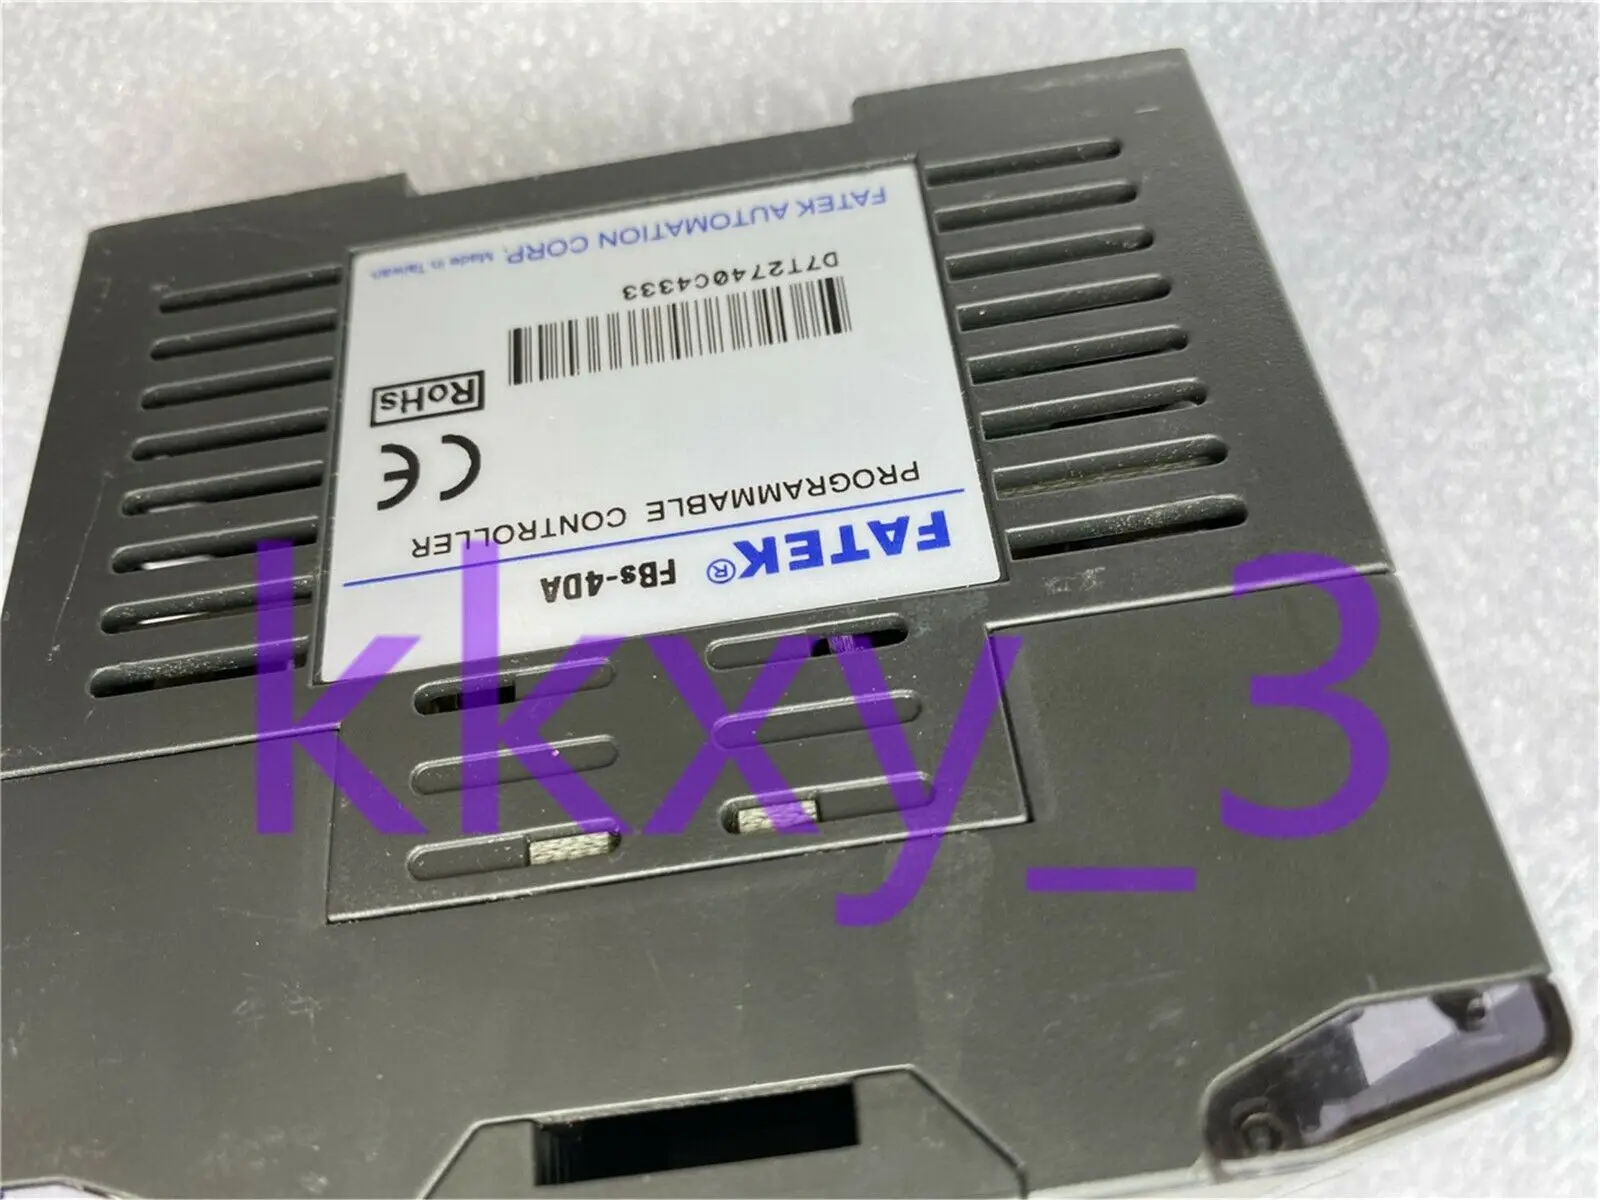 FATEK® FBs-4DA
PROGRAMMABLE CONTROLLER
CE
RoHS
D7T2740C4333
FATEK AUTOMATION CORP. Made in Taiwan
kkxy_3